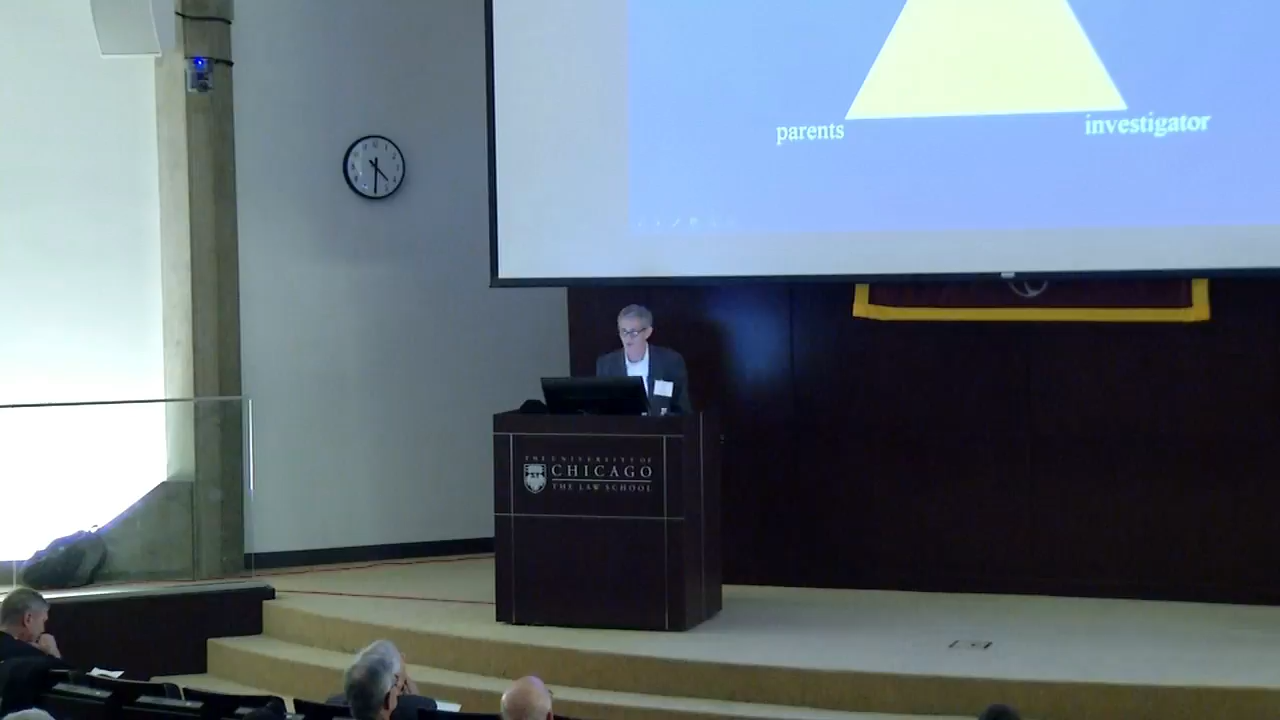 parents
investigator
THE UNIVERSITY OF
CHICAGO
THE LAW SCHOOL